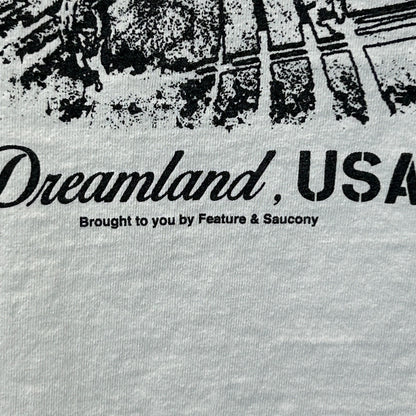 Dreamland, USA
Brought to you by Feature & Saucony